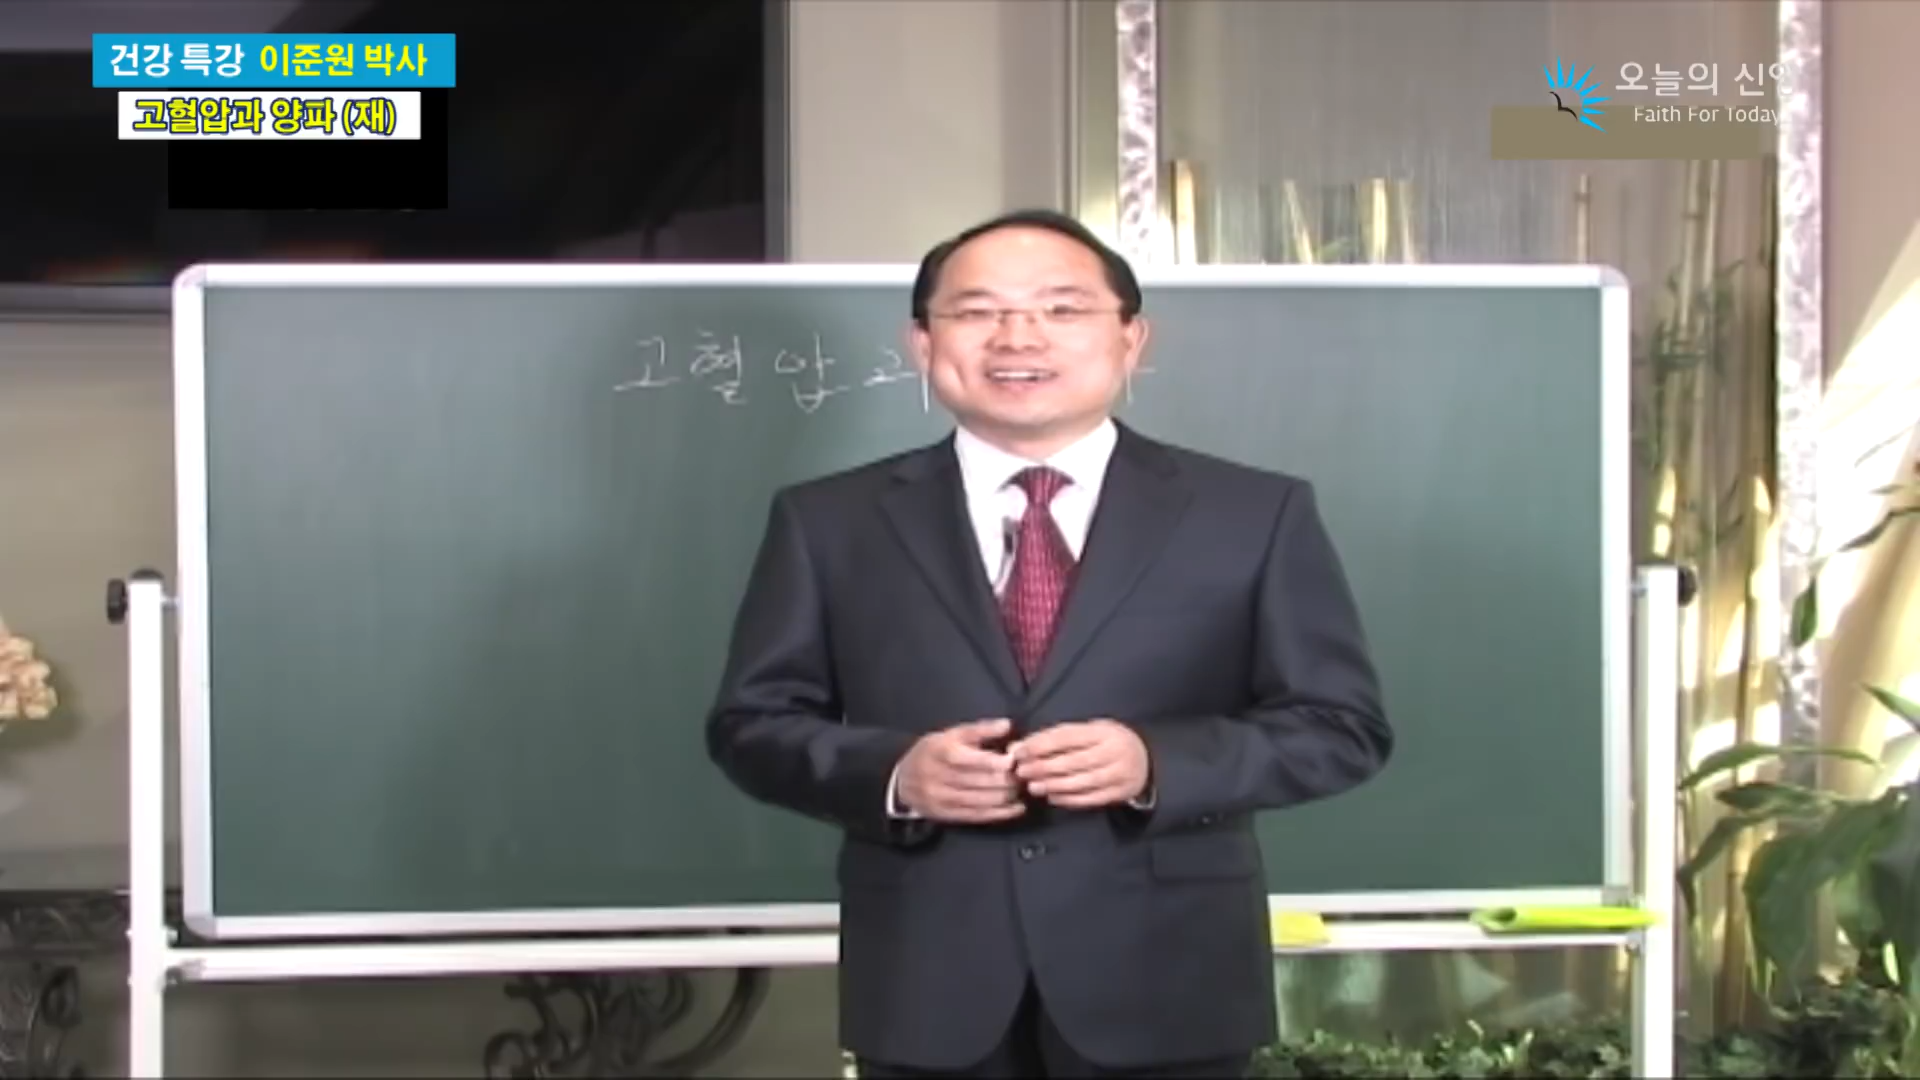 건강 특강 이준원 박사
고혈압과 양파 (재)
오늘의 신앙
Faith For Today
고혈압과